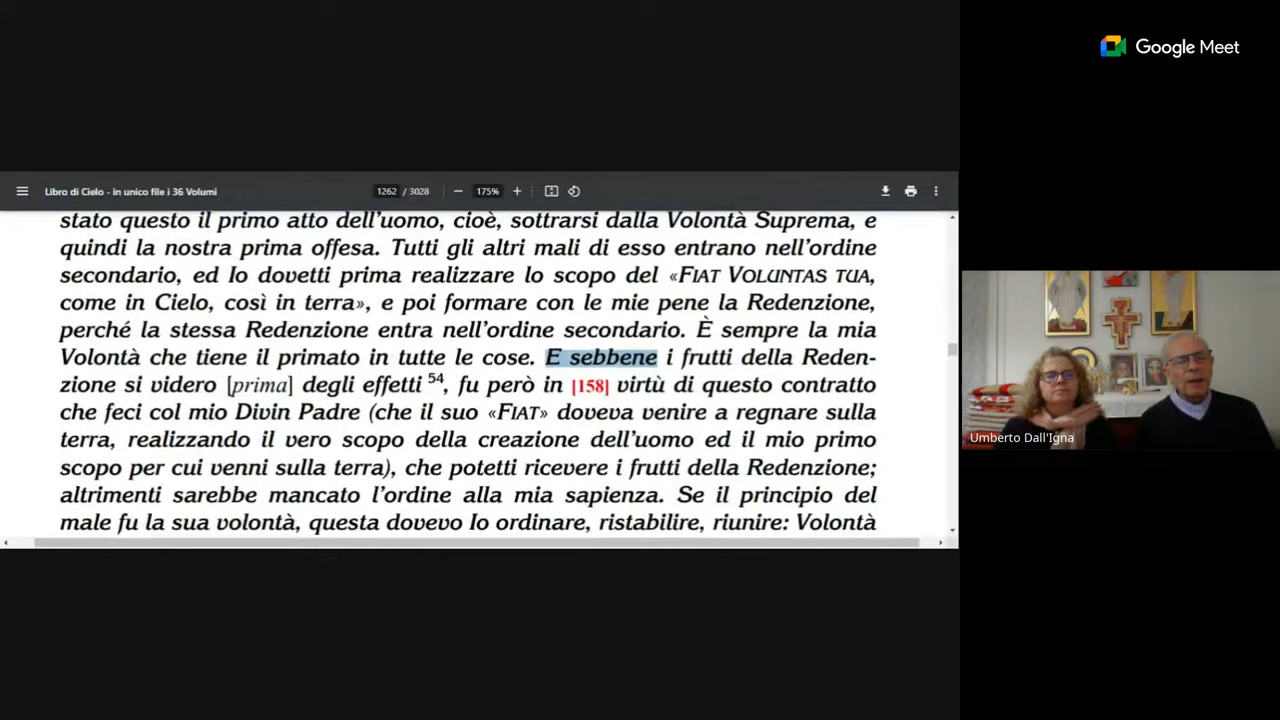 Google Meet
Libro di Cielo - in unico file i 36 Volumi
1262 / 3028
175%
stato questo il primo atto dell'uomo, cioè, sottrarsi dalla Volontà Suprema, e
quindi la nostra prima offesa. Tutti gli altri mali di esso entrano nell'ordine
secondario, ed Io dovetti prima realizzare lo scopo del «FIAT VOLUNTAS TUA,
come in Cielo, così in terra», e poi formare con le mie pene la Redenzione,
perché la stessa Redenzione entra nell'ordine secondario. È sempre la mia
Volontà che tiene il primato in tutte le cose. E sebbene i frutti della Reden-
zione si videro [prima] degli effetti 54, fu però in [158] virtù di questo contratto
che feci col mio Divin Padre (che il suo «FIAT» doveva venire a regnare sulla
terra, realizzando il vero scopo della creazione dell'uomo ed il mio primo
scopo per cui venni sulla terra), che potetti ricevere i frutti della Redenzione;
altrimenti sarebbe mancato l'ordine alla mia sapienza. Se il principio del
male fu la sua volontà, questa dovevo Io ordinare, ristabilire, riunire: Volontà
Umberto Dall'Igna